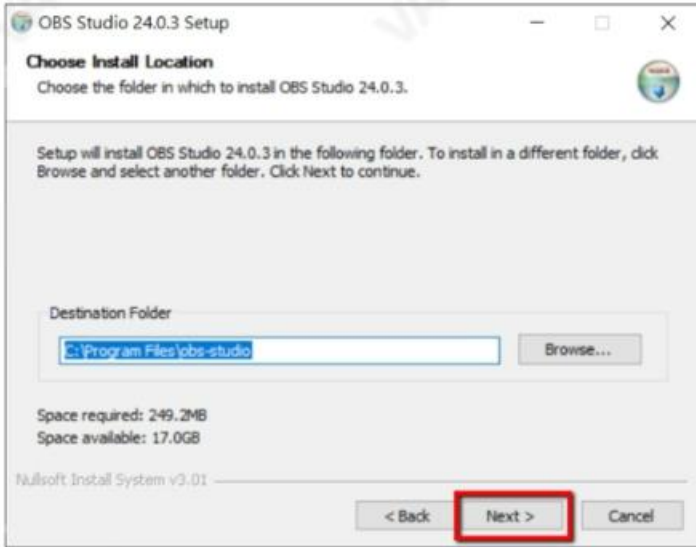 OBS Studio 24.0.3 Setup
Choose Install Location
Choose the folder in which to install OBS Studio 24.0.3.
Setup will install OBS Studio 24.0.3 in the following folder. To install in a different folder, click
Browse and select another folder. Click Next to continue.
Destination Folder
C:\Program Files\obs-studio
Browse...
Space required: 249.2MB
Space available: 17.0GB
Nullsoft Install System v3.01
< Back
Next >
Cancel